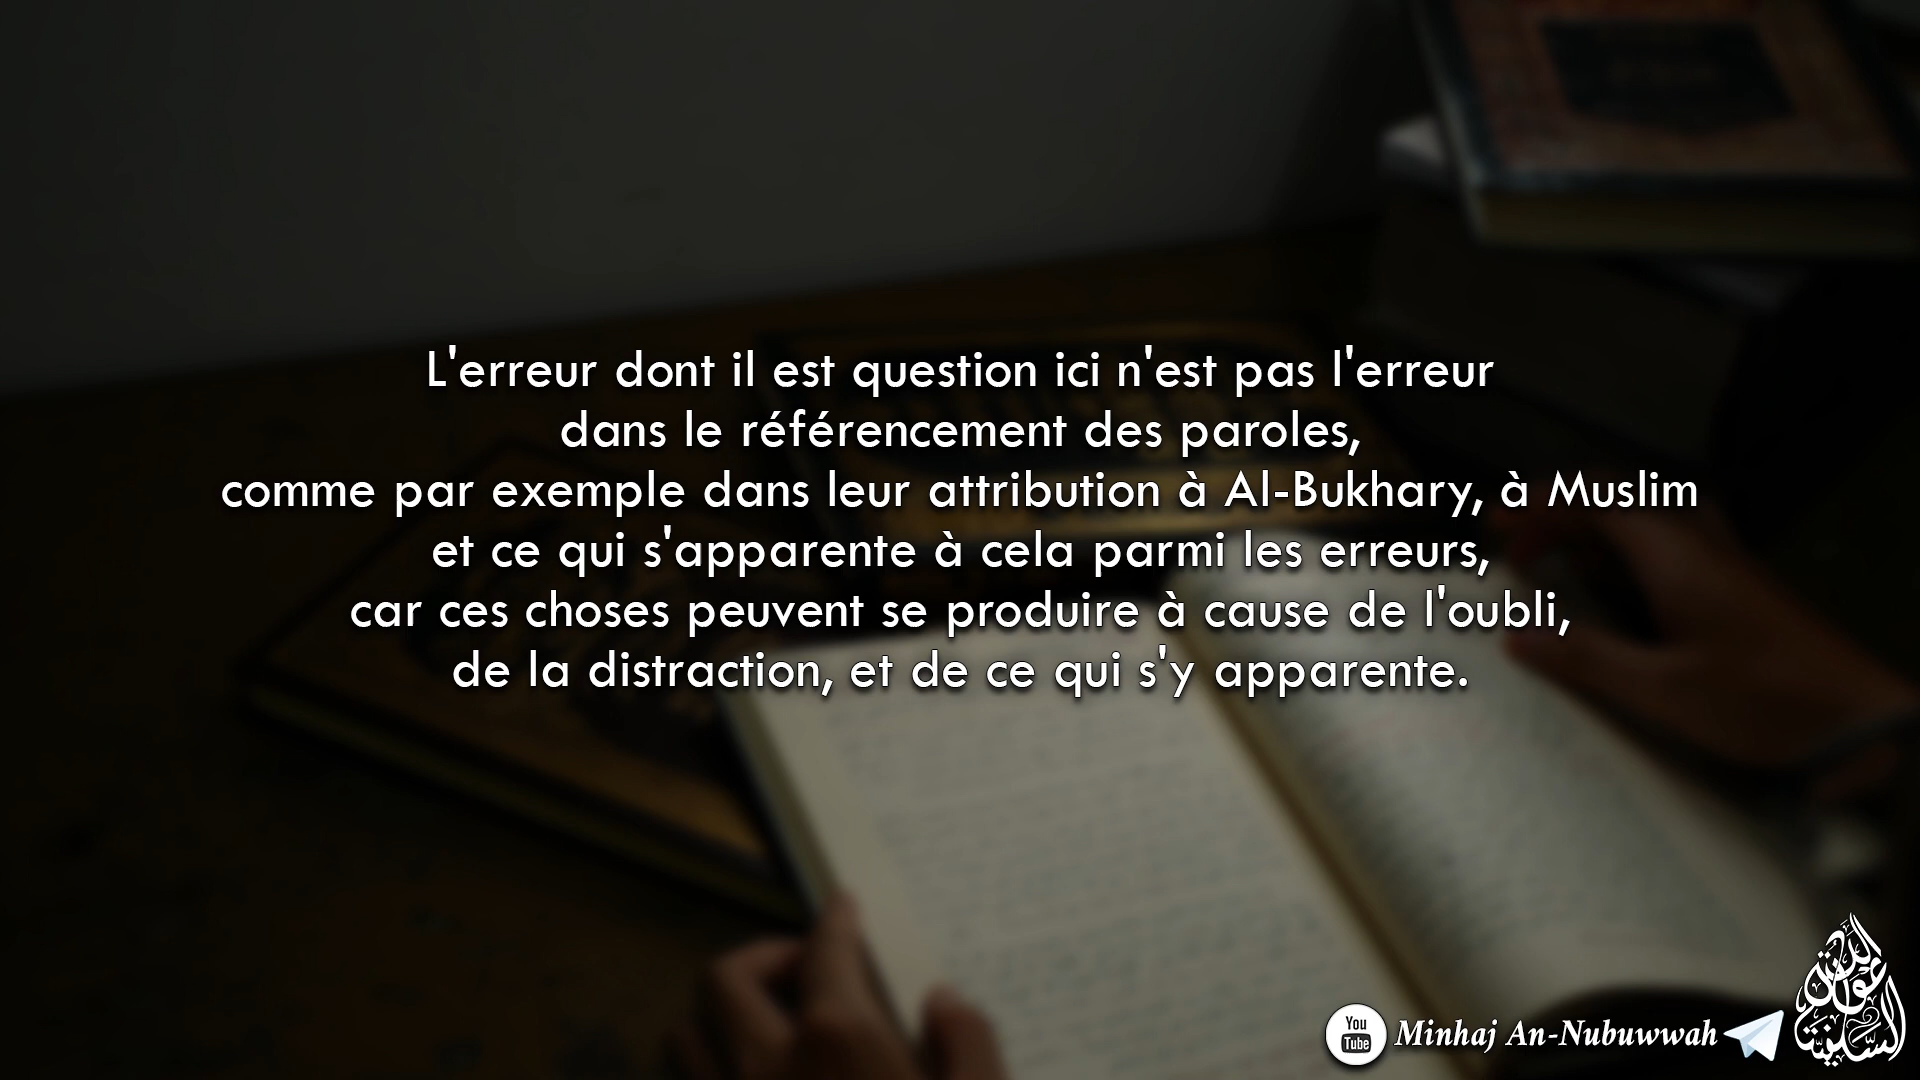 L'erreur dont il est question ici n'est pas l'erreur
dans le référencement des paroles,
comme par exemple dans leur attribution à Al-Bukhary, à Muslim
et ce qui s'apparente à cela parmi les erreurs,
car ces choses peuvent se produire à cause de l'oubli,
de la distraction, et de ce qui s'y apparente.
You
Tube
Minhaj An-Nubuwwah